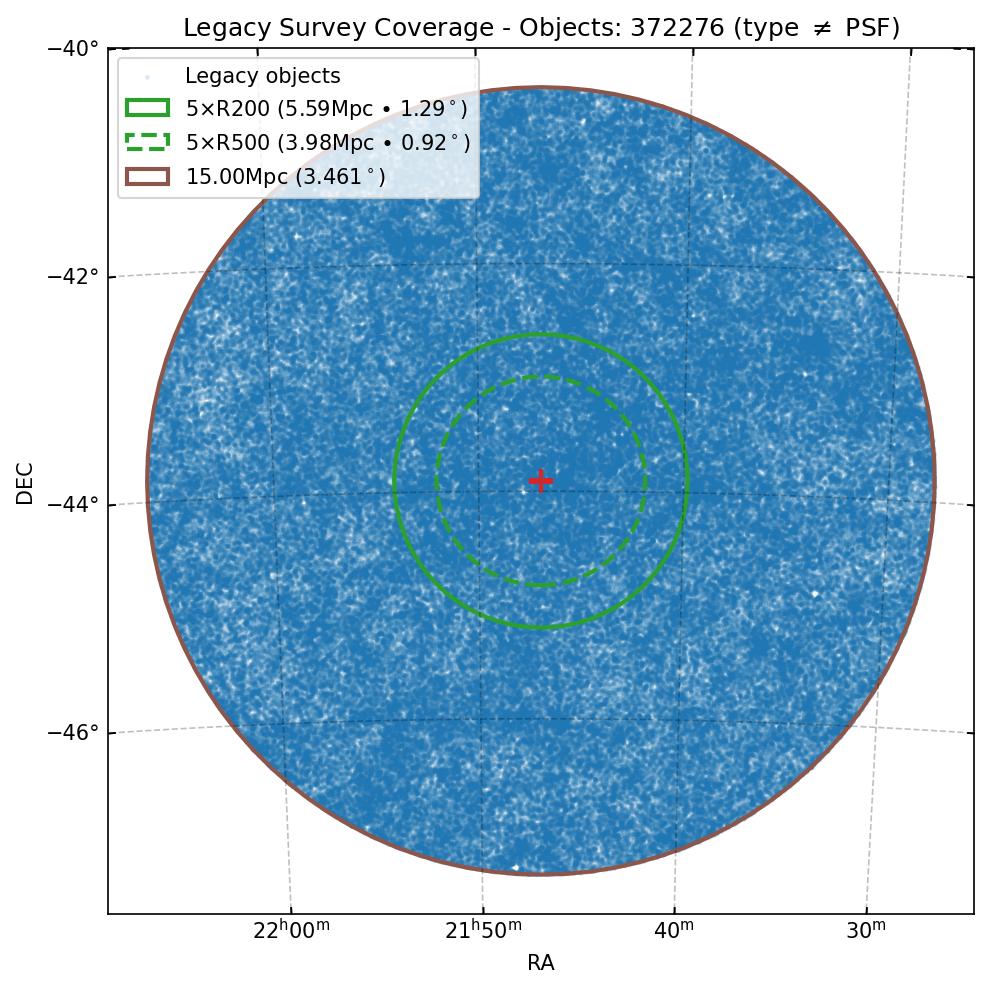 Legacy Survey Coverage - Objects: 372276 (type ≠ PSF)
−40°
Legacy objects
5×R200 (5.59Mpc • 1.29°)
5×R500 (3.98Mpc • 0.92°)
15.00Mpc (3.461°)
−42°
DEC
−44°
−46°
22ʰ00ᵐ 21ʰ50ᵐ 40ᵐ 30ᵐ
RA